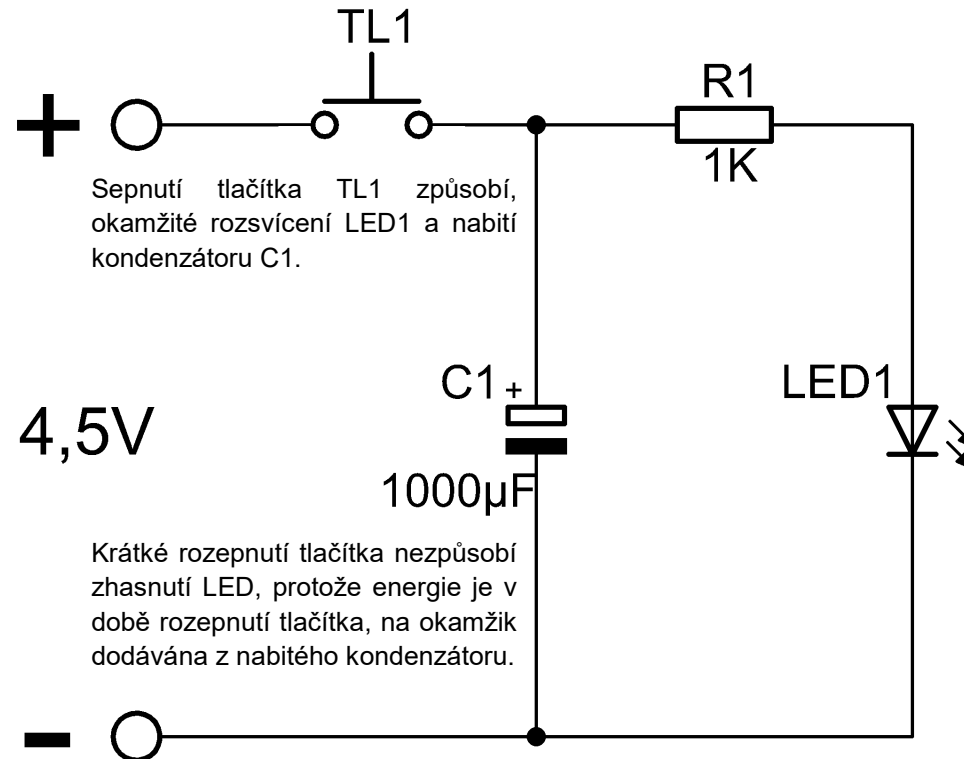 TL1
R1
+
1K
Sepnutí tlačítka TL1 způsobí,
okamžité rozsvícení LED1 a nabití
kondenzátoru C1.
C1 +
LED1
4,5V
1000µF
Krátké rozepnutí tlačítka nezpůsobí
zhasnutí LED, protože energie je v
době rozepnutí tlačítka, na okamžik
dodávána z nabitého kondenzátoru.
-